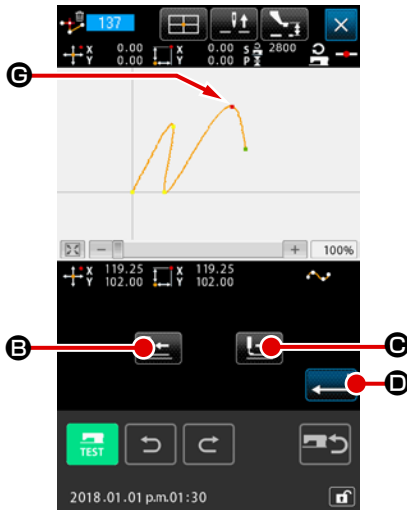 137
X 0.00 X 0.00 S 2800
Y 0.00 Y 0.00 P
G
100%
X 119.25 X 119.25
Y 102.00 Y 102.00
B
C
D
TEST
2018.01.01 p.m.01:30